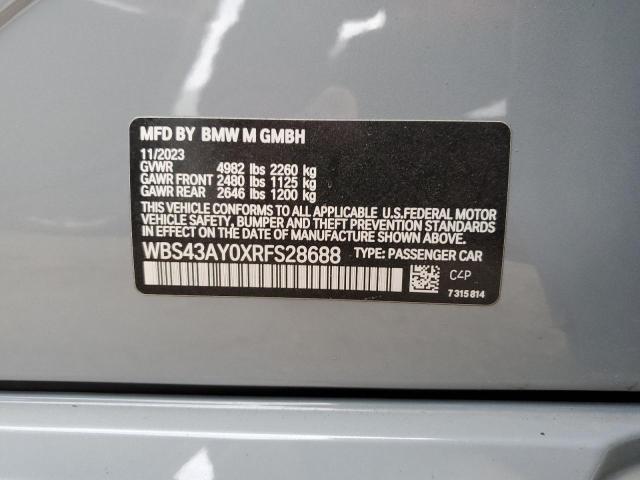 MFD BY BMW M GMBH
11/2023
GVWR 4982 lbs 2260 kg
GAWR FRONT 2480 lbs 1125 kg
GAWR REAR 2646 lbs 1200 kg
THIS VEHICLE CONFORMS TO ALL APPLICABLE U.S.FEDERAL MOTOR
VEHICLE SAFETY, BUMPER AND THEFT PREVENTION STANDARDS
IN EFFECT ON THE DATE OF MANUFACTURE SHOWN ABOVE.
WBS43AY0XRFS28688 TYPE: PASSENGER CAR
CLP
7315814